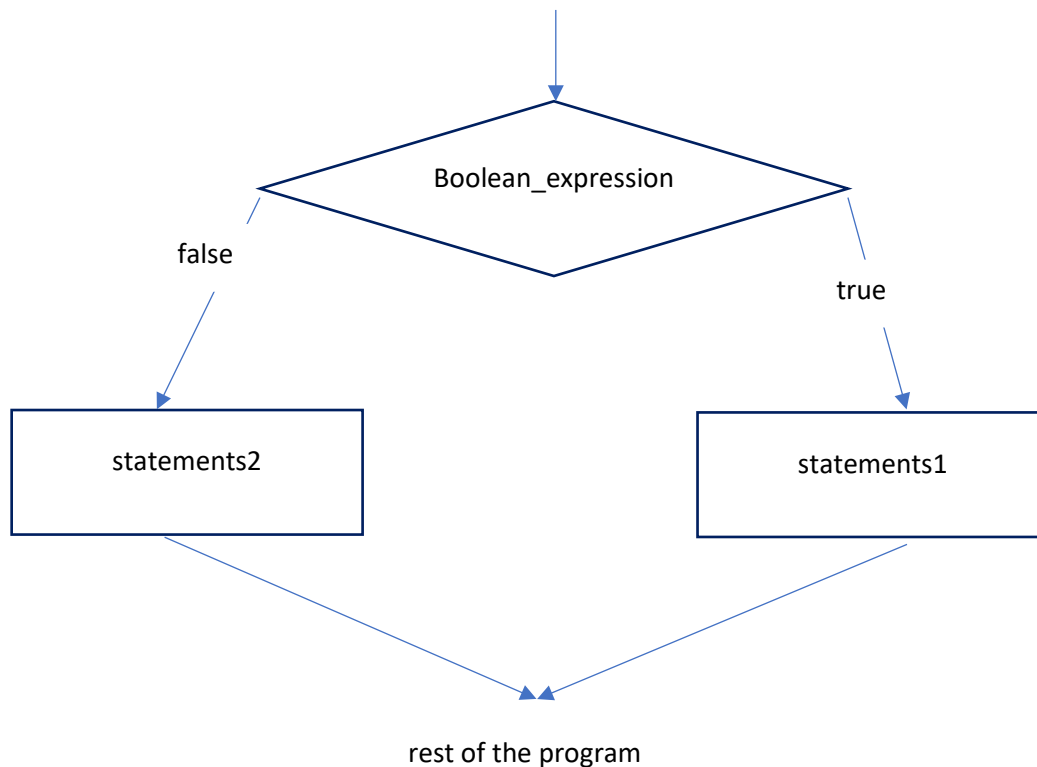 Boolean_expression
false
true
statements2
statements1
rest of the program